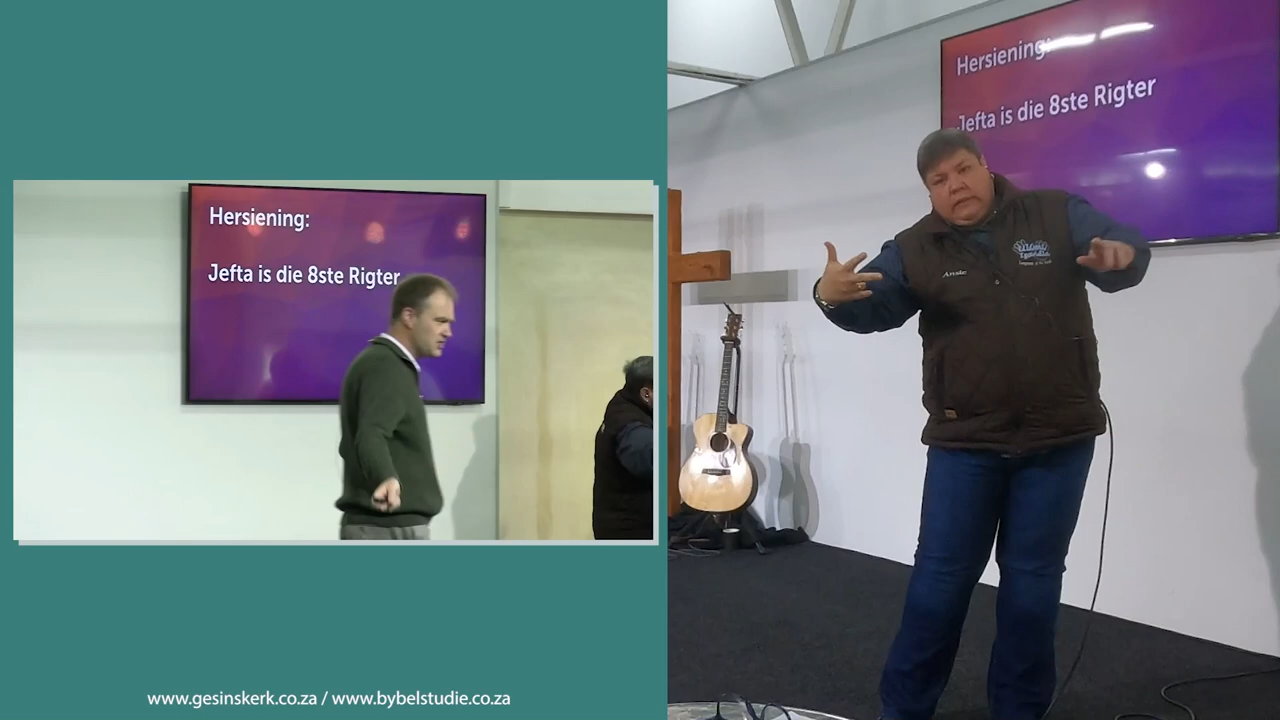 Hersiening:
Jefta is die 8ste Rigter
www.gesinskerk.co.za / www.bybelstudie.co.za
Hersiening:
Jefta is die 8ste Rigter
Ansie